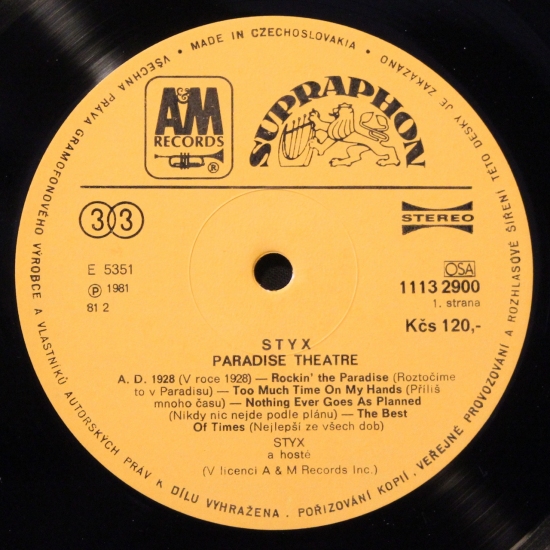 VŠECHNA PRÁVA GRAMOFONOVÉHO VÝROBCE A VLASTNÍKŮ AUTORSKÝCH PRÁV K DÍLU VYHRAŽENA . POŘIZOVÁNÍ KOPIÍ . VEŘEJNÉ PROVOZOVÁNÍ A ROZHLASOVÉ ŠÍŘENÍ TÉTO DESKY JE ZAKÁZÁNO • MADE IN CZECHOSLOVAKIA •
A&M
RECORDS
®
SUPRAPHON
33
STEREO
E 5351
OSA
℗ 1981
1113 2900
81 2
1. strana
Kčs 120,-
STYX
PARADISE THEATRE
A. D. 1928 (V roce 1928) — Rockin' the Paradise (Roztočíme
to v Paradisu) — Too Much Time On My Hands (Příliš
mnoho času) — Nothing Ever Goes As Planned
(Nikdy nic nejde podle plánu) — The Best
Of Times (Nejlepší ze všech dob)
STYX
a hosté
(V licenci A & M Records Inc.)